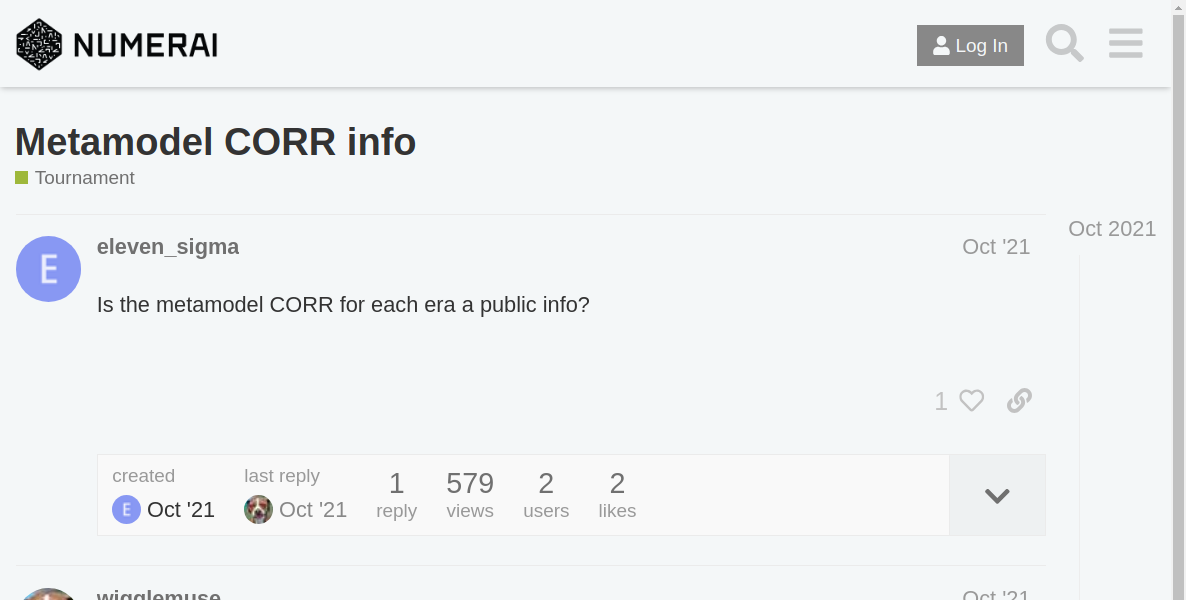 NUMERAI
Log In
Metamodel CORR info
Tournament
Oct 2021
E
eleven_sigma
Oct '21
Is the metamodel CORR for each era a public info?
1
created
last reply
1
579
2
2
E Oct '21
Oct '21
reply
views
users
likes
wigglemuse
Oct '21